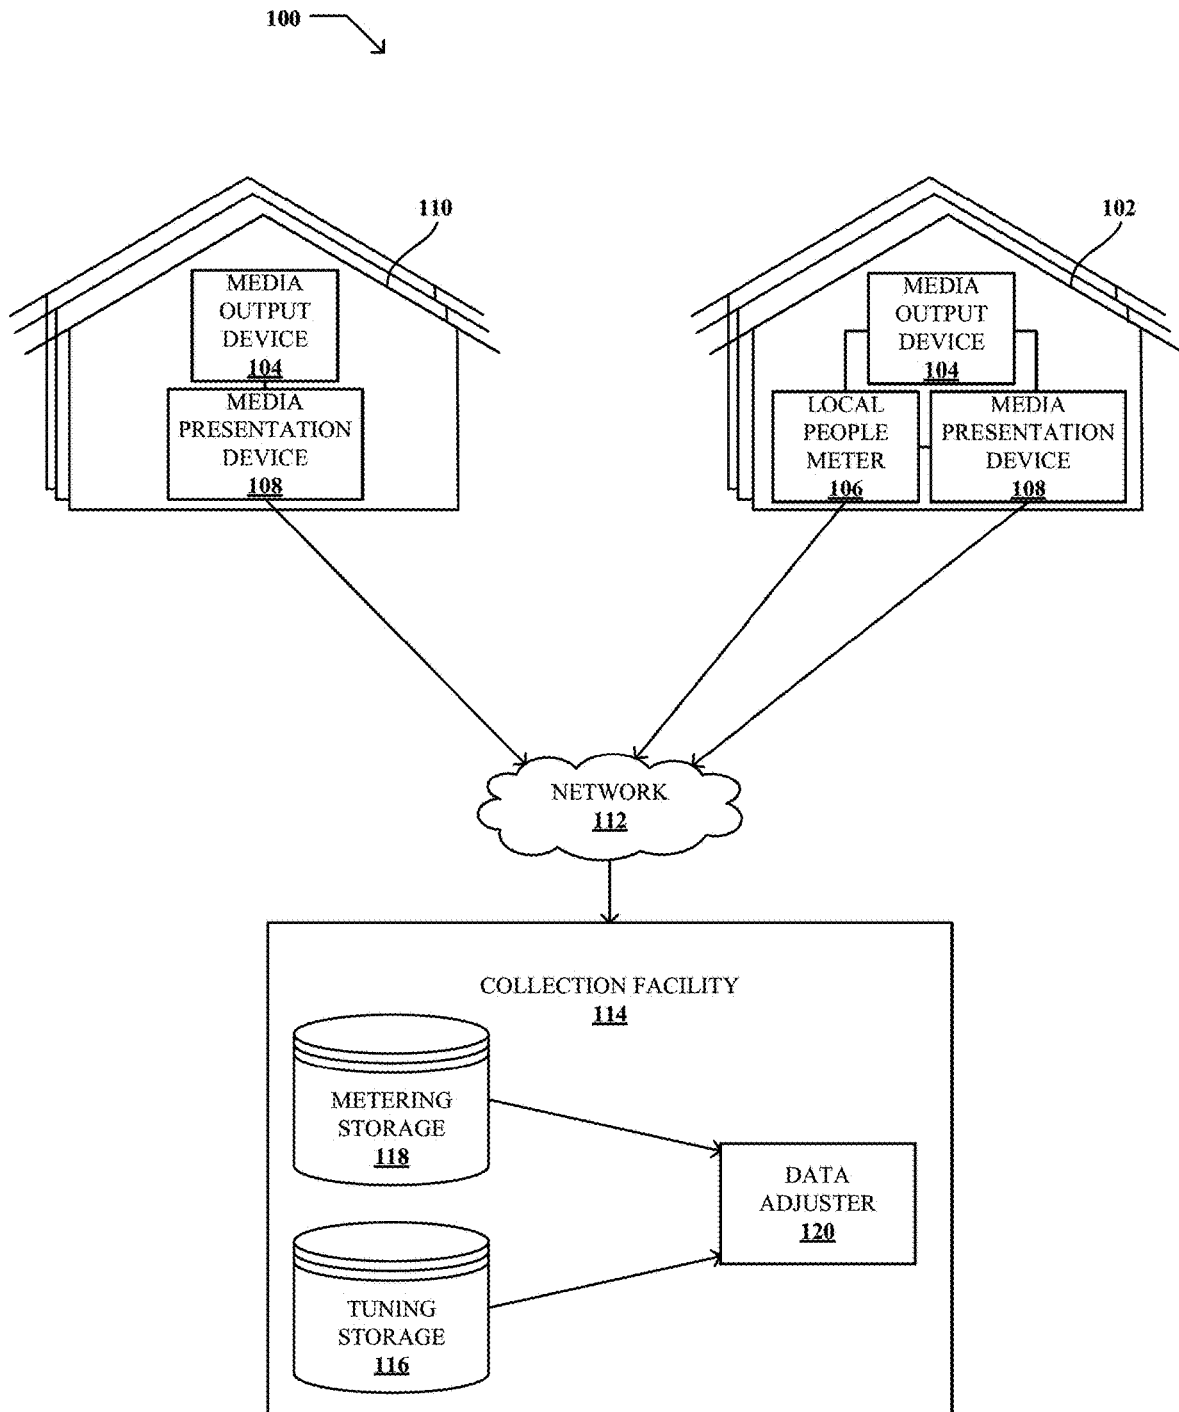 100
110
102
MEDIA
OUTPUT
DEVICE
104
MEDIA
PRESENTATION
DEVICE
108
MEDIA
OUTPUT
DEVICE
104
LOCAL
PEOPLE
METER
106
MEDIA
PRESENTATION
DEVICE
108
NETWORK
112
COLLECTION FACILITY
114
METERING
STORAGE
118
DATA
ADJUSTER
120
TUNING
STORAGE
116